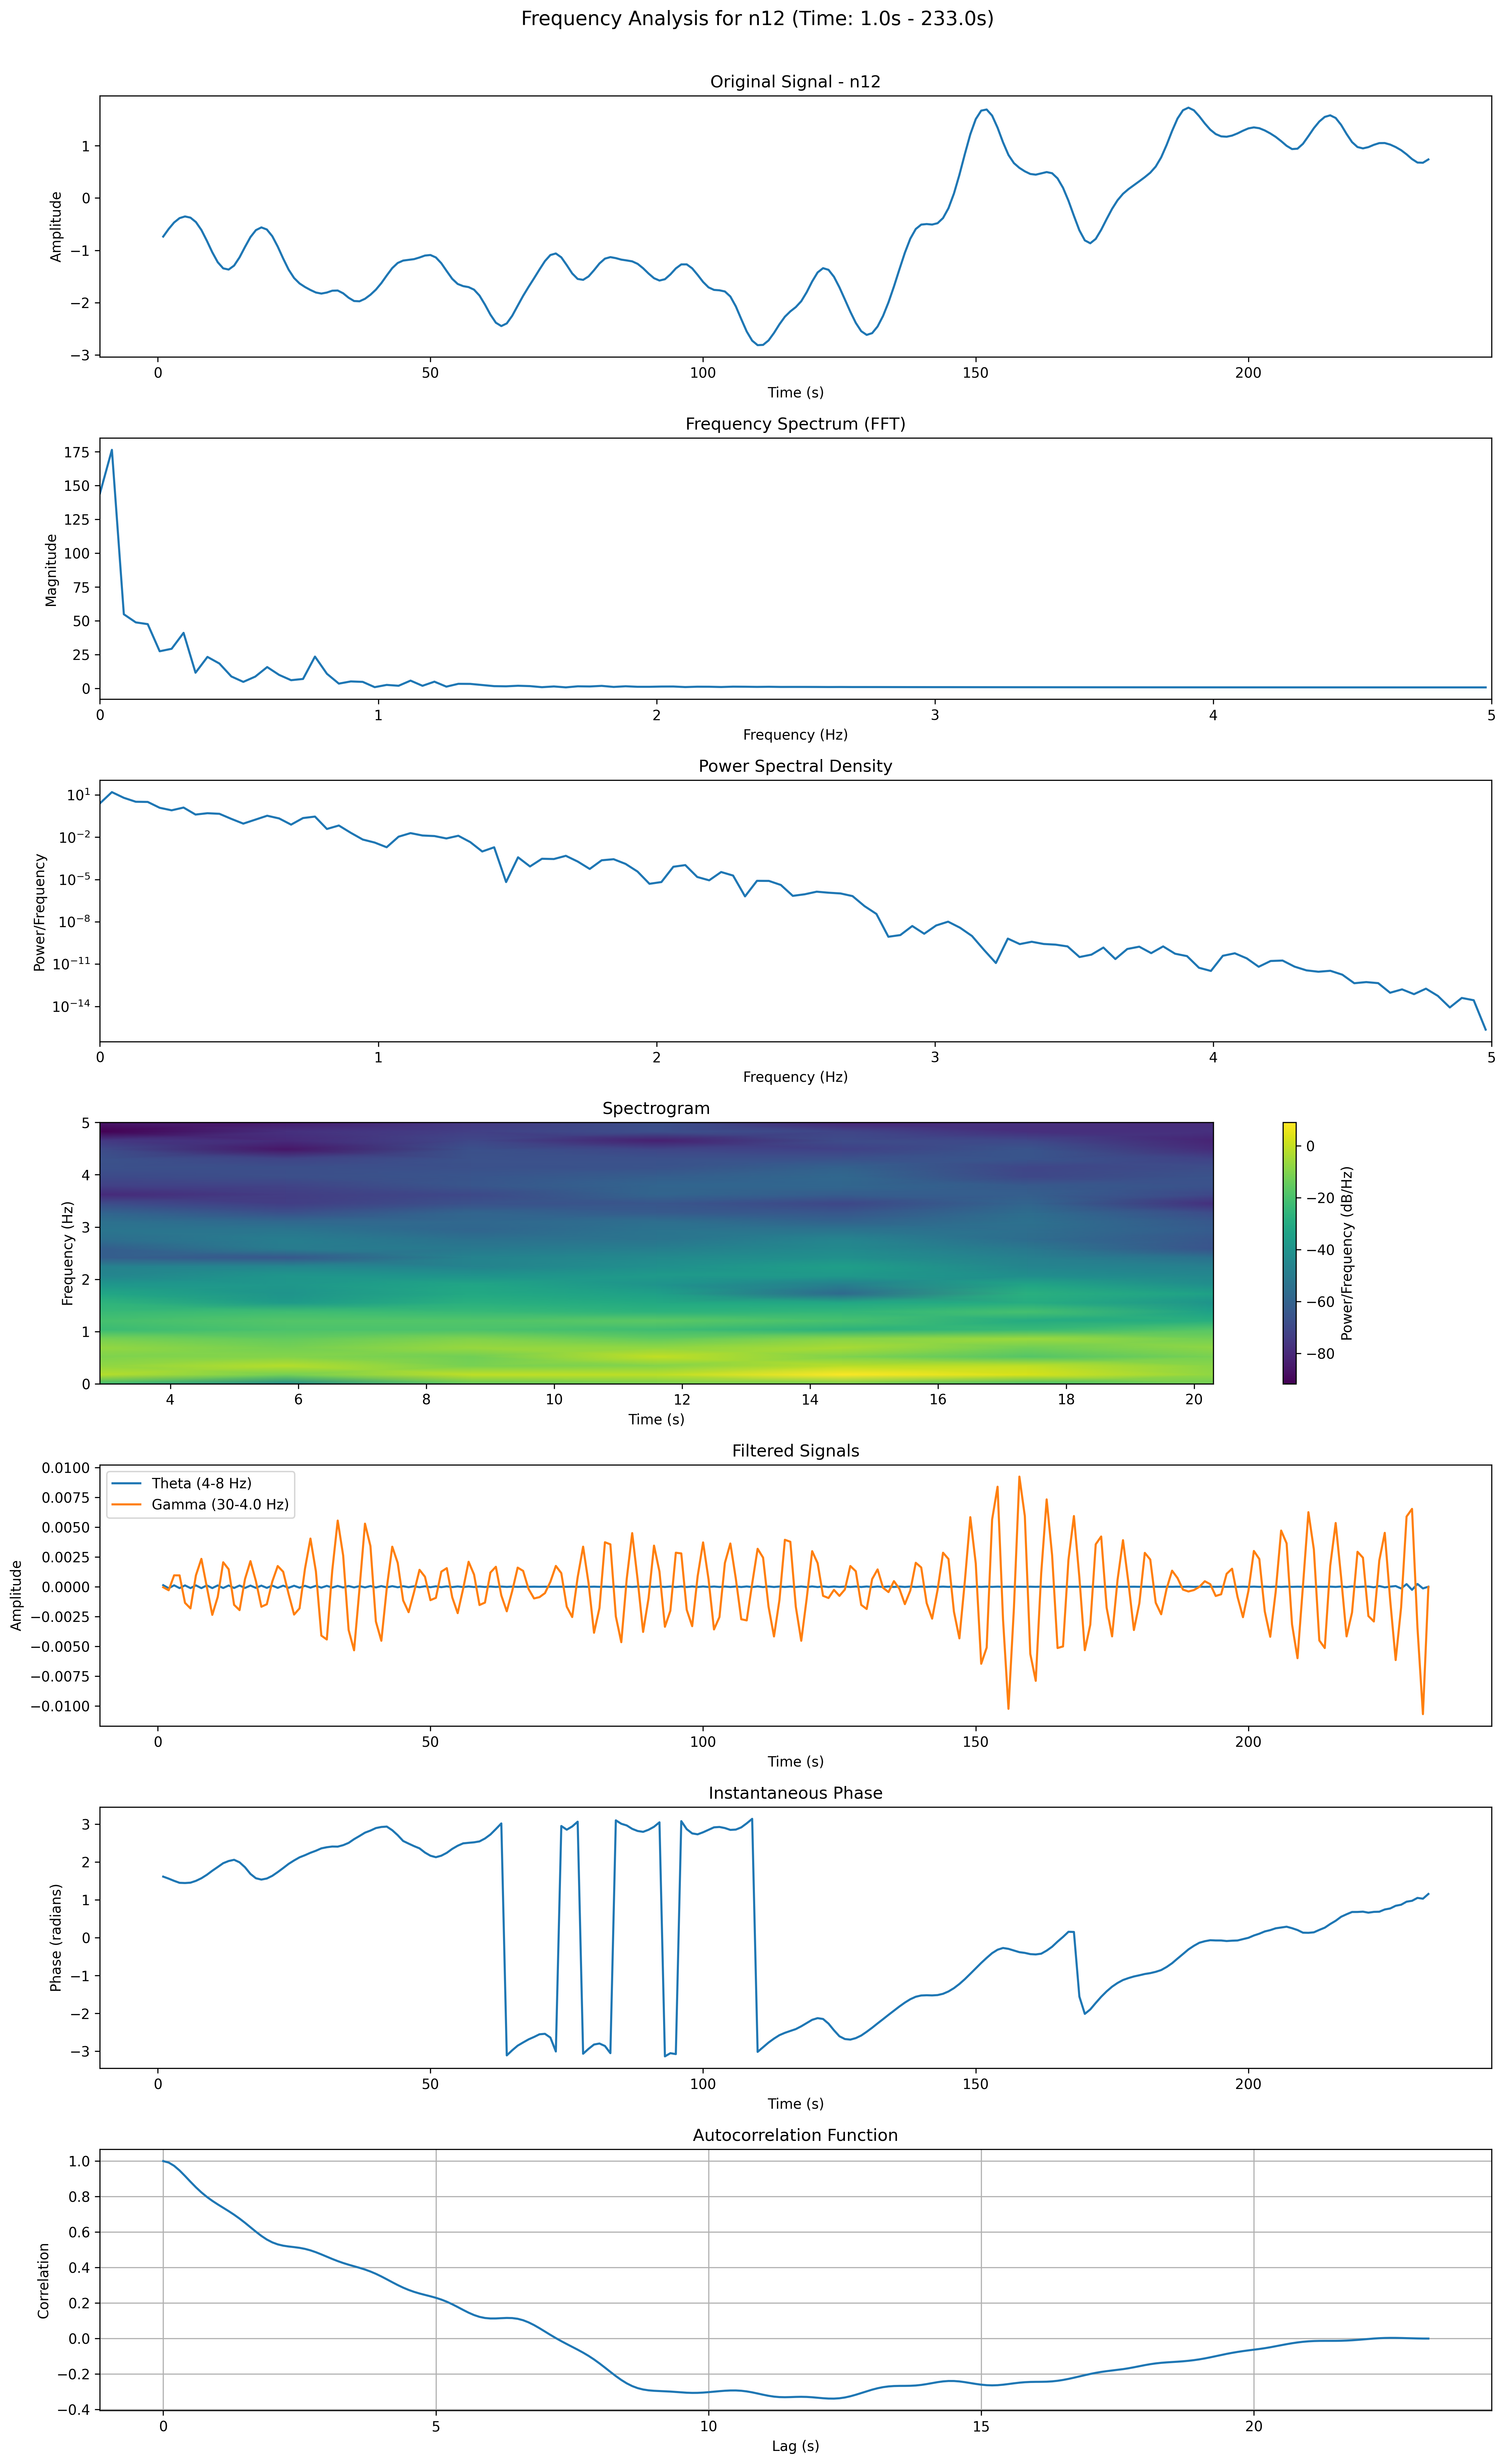 Frequency Analysis for n12 (Time: 1.0s - 233.0s)
Original Signal - n12
Amplitude
1
0
−1
−2
−3
0 50 100 150 200
Time (s)
Frequency Spectrum (FFT)
Magnitude
175
150
125
100
75
50
25
0
0 1 2 3 4 5
Frequency (Hz)
Power Spectral Density
Power/Frequency
10¹
10⁻²
10⁻⁵
10⁻⁸
10⁻¹¹
10⁻¹⁴
0 1 2 3 4 5
Frequency (Hz)
Spectrogram
Frequency (Hz)
5
4
3
2
1
0
4 6 8 10 12 14 16 18 20
Time (s)
0
−20
−40
−60
−80
Power/Frequency (dB/Hz)
Filtered Signals
Theta (4-8 Hz)
Gamma (30-4.0 Hz)
Amplitude
0.0100
0.0075
0.0050
0.0025
0.0000
−0.0025
−0.0050
−0.0075
−0.0100
0 50 100 150 200
Time (s)
Instantaneous Phase
Phase (radians)
3
2
1
0
−1
−2
−3
0 50 100 150 200
Time (s)
Autocorrelation Function
Correlation
1.0
0.8
0.6
0.4
0.2
0.0
−0.2
−0.4
0 5 10 15 20
Lag (s)